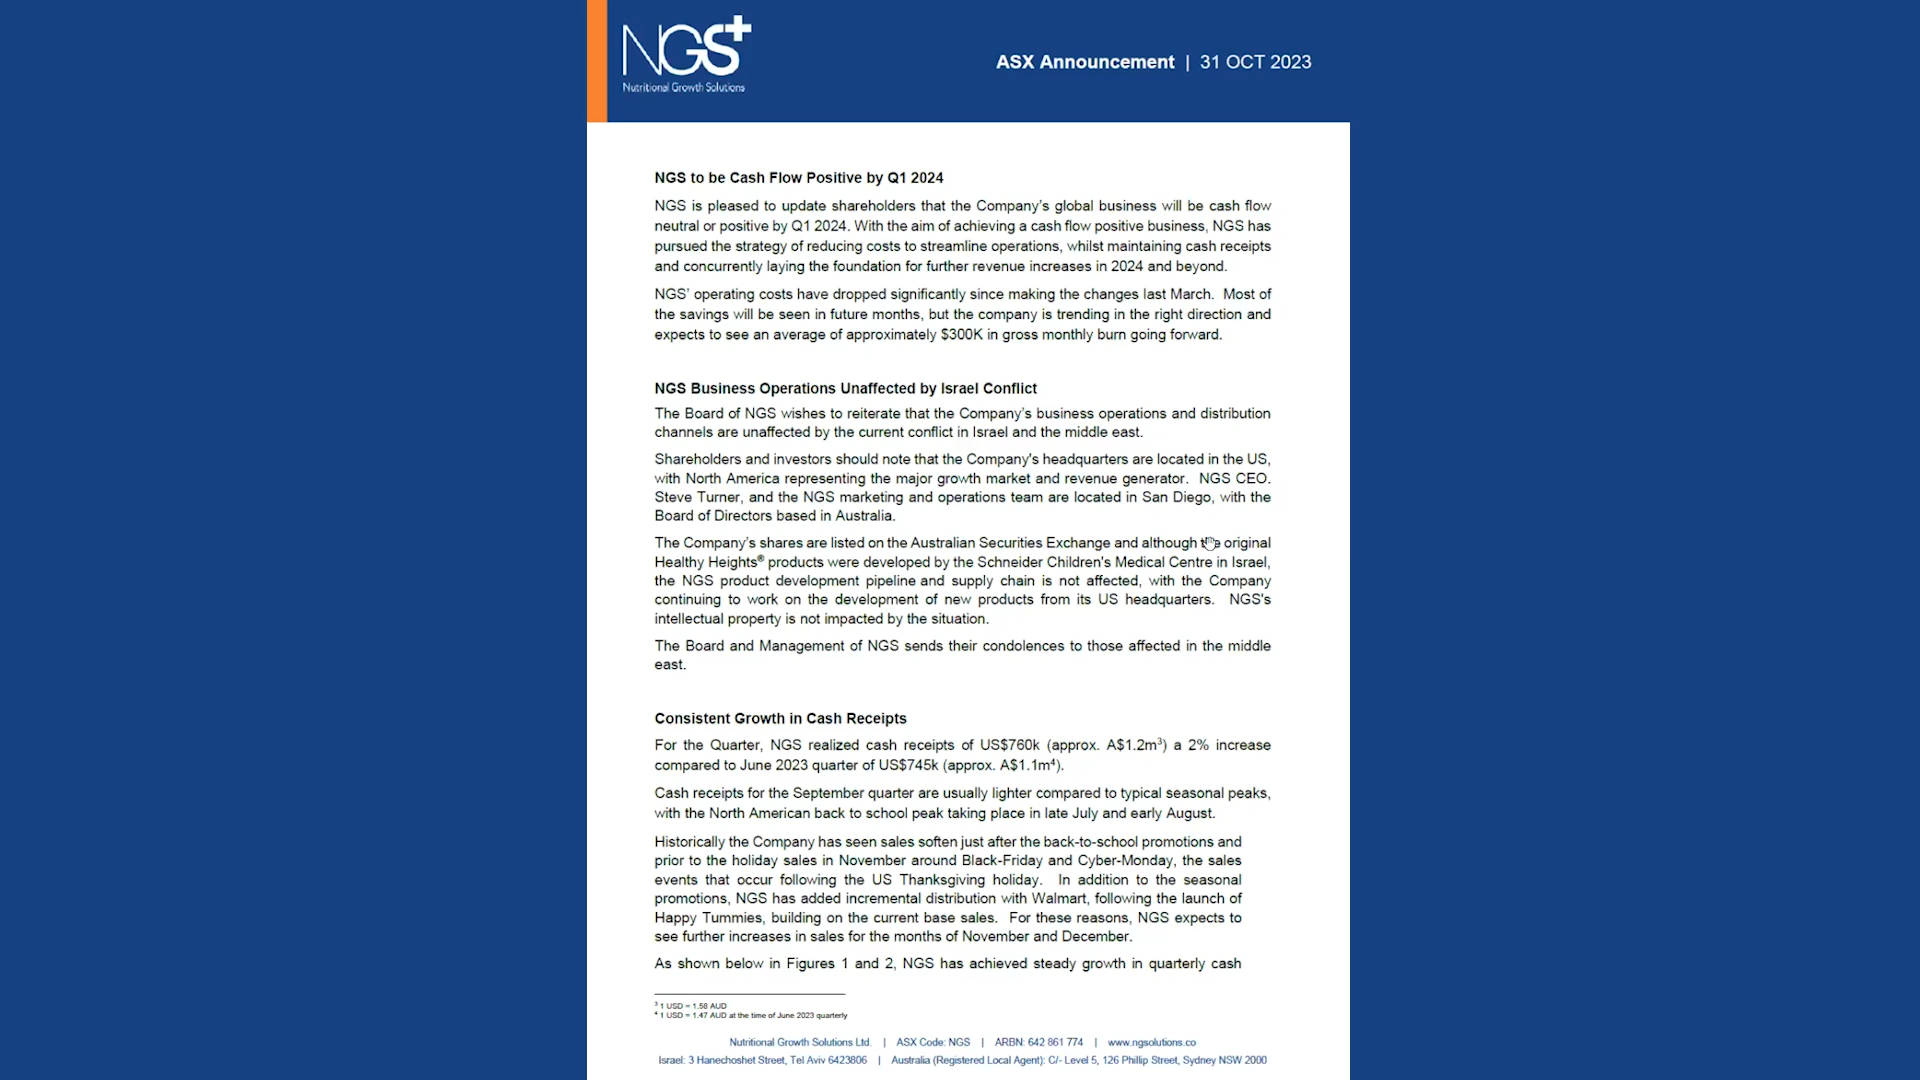 NGS+
Nutritional Growth Solutions
ASX Announcement | 31 OCT 2023
NGS to be Cash Flow Positive by Q1 2024
NGS is pleased to update shareholders that the Company's global business will be cash flow
neutral or positive by Q1 2024. With the aim of achieving a cash flow positive business, NGS has
pursued the strategy of reducing costs to streamline operations, whilst maintaining cash receipts
and concurrently laying the foundation for further revenue increases in 2024 and beyond.
NGS' operating costs have dropped significantly since making the changes last March. Most of
the savings will be seen in future months, but the company is trending in the right direction and
expects to see an average of approximately $300K in gross monthly burn going forward.
NGS Business Operations Unaffected by Israel Conflict
The Board of NGS wishes to reiterate that the Company's business operations and distribution
channels are unaffected by the current conflict in Israel and the middle east.
Shareholders and investors should note that the Company's headquarters are located in the US,
with North America representing the major growth market and revenue generator. NGS CEO.
Steve Turner, and the NGS marketing and operations team are located in San Diego, with the
Board of Directors based in Australia.
The Company's shares are listed on the Australian Securities Exchange and although the original
Healthy Heights® products were developed by the Schneider Children's Medical Centre in Israel,
the NGS product development pipeline and supply chain is not affected, with the Company
continuing to work on the development of new products from its US headquarters. NGS's
intellectual property is not impacted by the situation.
The Board and Management of NGS sends their condolences to those affected in the middle
east.
Consistent Growth in Cash Receipts
For the Quarter, NGS realized cash receipts of US$760k (approx. A$1.2m³) a 2% increase
compared to June 2023 quarter of US$745k (approx. A$1.1m⁴).
Cash receipts for the September quarter are usually lighter compared to typical seasonal peaks,
with the North American back to school peak taking place in late July and early August.
Historically the Company has seen sales soften just after the back-to-school promotions and
prior to the holiday sales in November around Black-Friday and Cyber-Monday, the sales
events that occur following the US Thanksgiving holiday. In addition to the seasonal
promotions, NGS has added incremental distribution with Walmart, following the launch of
Happy Tummies, building on the current base sales. For these reasons, NGS expects to
see further increases in sales for the months of November and December.
As shown below in Figures 1 and 2, NGS has achieved steady growth in quarterly cash
³ 1 USD = 1.58 AUD
⁴ 1 USD = 1.47 AUD at the time of June 2023 quarterly
Nutritional Growth Solutions Ltd. | ASX Code: NGS | ARBN: 642 861 774 | www.ngsolutions.co
Israel: 3 Hanechoshet Street, Tel Aviv 6423806 | Australia (Registered Local Agent): C/- Level 5, 126 Phillip Street, Sydney NSW 2000